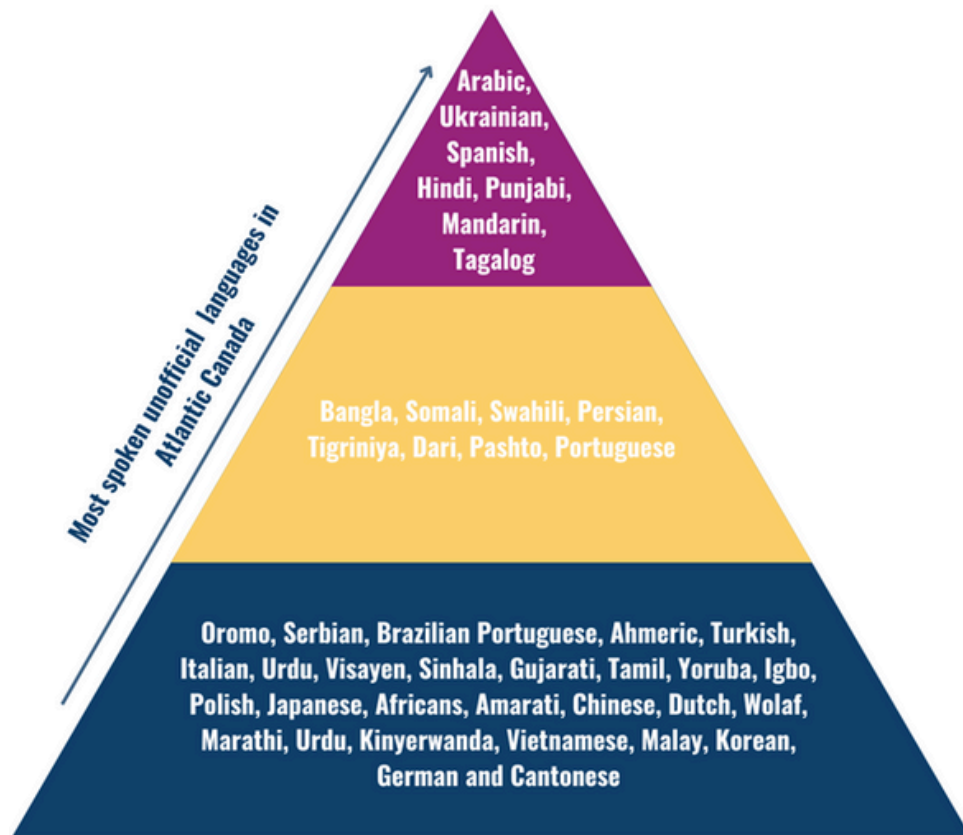 Arabic,
Ukrainian,
Spanish,
Hindi, Punjabi,
Mandarin,
Tagalog
Most spoken unofficial languages in
Atlantic Canada
Bangla, Somali, Swahili, Persian,
Tigriniya, Dari, Pashto, Portuguese
Oromo, Serbian, Brazilian Portuguese, Ahmeric, Turkish,
Italian, Urdu, Visayen, Sinhala, Gujarati, Tamil, Yoruba, Igbo,
Polish, Japanese, Africans, Amarati, Chinese, Dutch, Wolaf,
Marathi, Urdu, Kinyerwanda, Vietnamese, Malay, Korean,
German and Cantonese